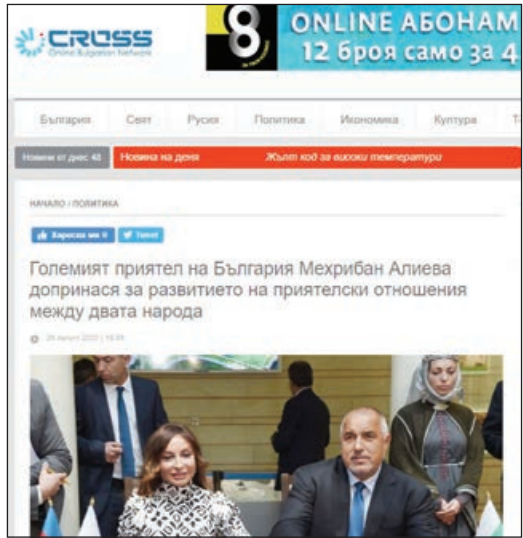 CROSS
Online Bulgarian Network
8
ONLINE АБОНАМ
12 броя само за 4
България Свят Русия Политика Икономика Култура
Новини от днес 48 Новина на деня Жълт код за високи температури
НАЧАЛО / ПОЛИТИКА
Харесва ми 0 Tweet
Големият приятел на България Мехрибан Алиева
допринася за развитието на приятелски отношения
между двата народа